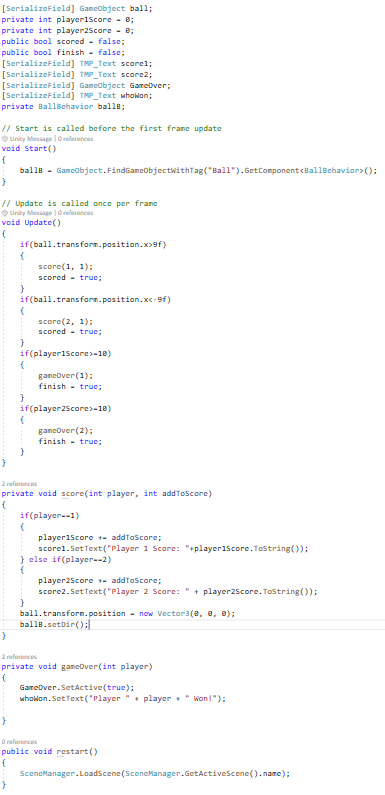 [SerializeField] GameObject ball;
private int player1Score = 0;
private int player2Score = 0;
public bool scored = false;
public bool finish = false;
[SerializeField] TMP_Text score1;
[SerializeField] TMP_Text score2;
[SerializeField] GameObject GameOver;
[SerializeField] TMP_Text whoWon;
private BallBehavior ballB;
// Start is called before the first frame update
Unity Message | 0 references
void Start()
{
ballB = GameObject.FindGameObjectWithTag("Ball").GetComponent<BallBehavior>();
}
// Update is called once per frame
Unity Message | 0 references
void Update()
{
if(ball.transform.position.x>9f)
{
score(1, 1);
scored = true;
}
if(ball.transform.position.x<-9f)
{
score(2, 1);
scored = true;
}
if(player1Score>=10)
{
gameOver(1);
finish = true;
}
if(player2Score>=10)
{
gameOver(2);
finish = true;
}
}
2 references
private void score(int player, int addToScore)
{
if(player==1)
{
player1Score += addToScore;
score1.SetText("Player 1 Score: "+player1Score.ToString());
} else if(player==2)
{
player2Score += addToScore;
score2.SetText("Player 2 Score: " + player2Score.ToString());
}
ball.transform.position = new Vector3(0, 0, 0);
ballB.setDir();
}
2 references
private void gameOver(int player)
{
GameOver.SetActive(true);
whoWon.SetText("Player " + player + " Won!");
}
0 references
public void restart()
{
SceneManager.LoadScene(SceneManager.GetActiveScene().name);
}